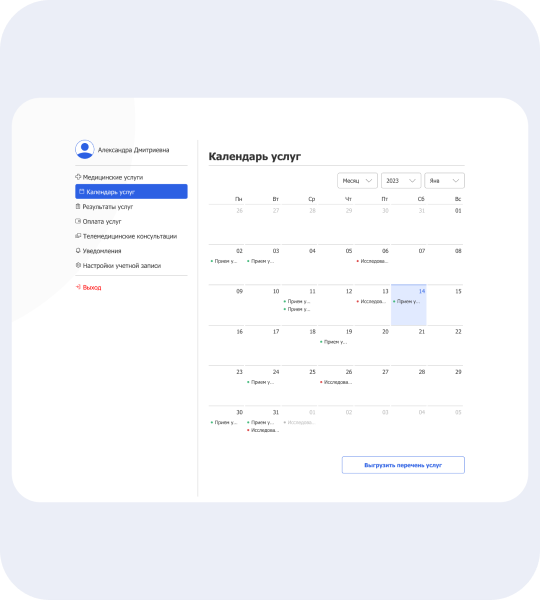 Александра Дмитриевна
Медицинские услуги
Календарь услуг
Результаты услуг
Оплата услуг
Телемедицинские консультации
Уведомления
Настройки учетной записи
Выход
Календарь услуг
Месяц 2023 Янв
Пн Вт Ср Чт Пт Сб Вс
26 27 28 29 30 31 01
02 03 04 05 06 07 08
Прием у... Прием у... Исследова...
09 10 11 12 13 14 15
Прием у... Исследова... Прием у...
Прием у...
16 17 18 19 20 21 22
Прием у...
23 24 25 26 27 28 29
Прием у... Исследова...
30 31 01 02 03 04 05
Прием у... Прием у... Исследова...
Исследова...
Выгрузить перечень услуг